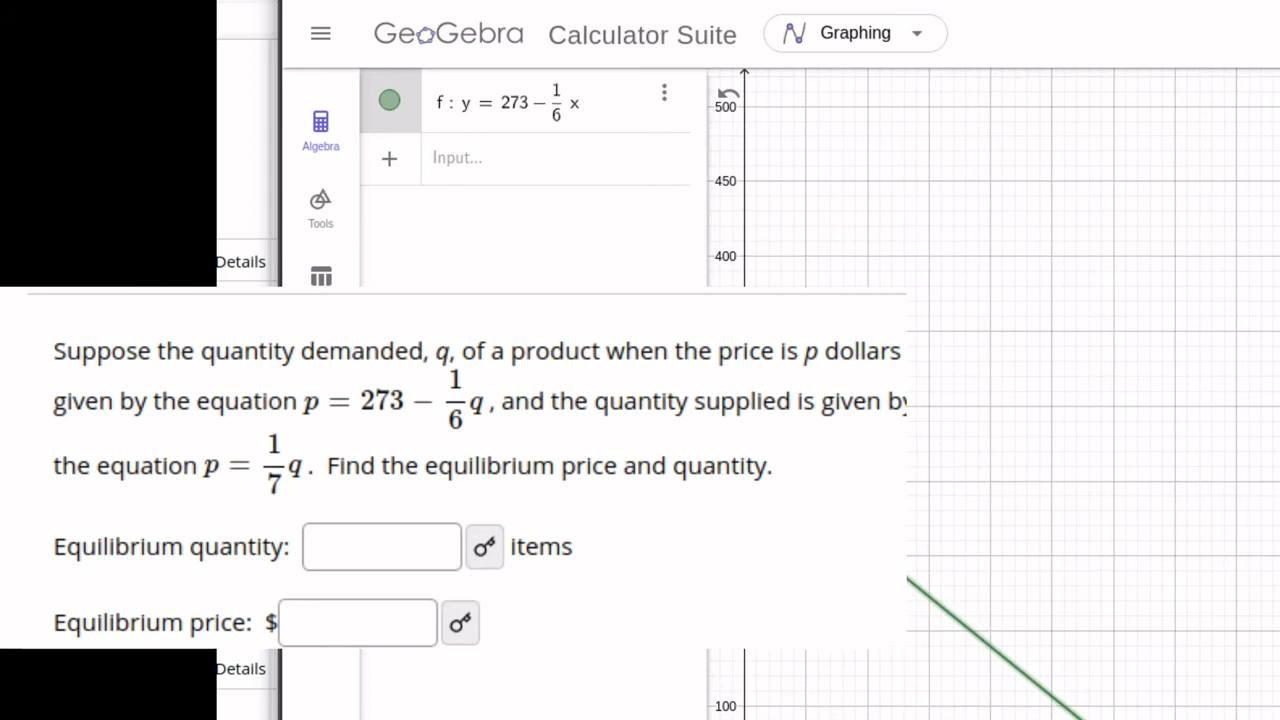 GeoGebra Calculator Suite Graphing
f : y = 273 − 1/6 x
Input...
Algebra
Tools
Details
500
450
400
Suppose the quantity demanded, q, of a product when the price is p dollars
given by the equation p = 273 − 1/6 q, and the quantity supplied is given by
the equation p = 1/7 q. Find the equilibrium price and quantity.
Equilibrium quantity: items
Equilibrium price: $
Details
100